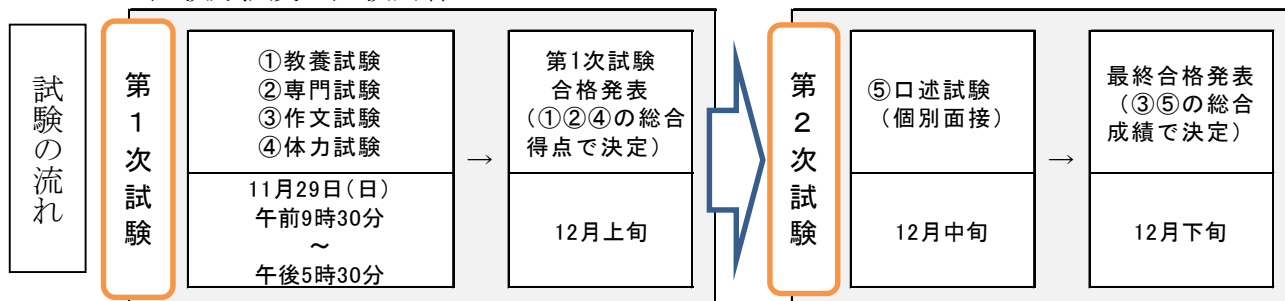 試験の流れ
第1次試験
①教養試験
②専門試験
③作文試験
④体力試験
11月29日(日)
午前9時30分
~
午後5時30分
→
第1次試験
合格発表
(①②④の総合
得点で決定)
12月上旬
第2次試験
⑤口述試験
(個別面接)
12月中旬
→
最終合格発表
(③⑤の総合
成績で決定)
12月下旬